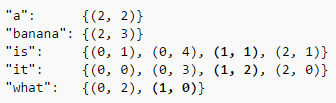 "a": {(2, 2)}
"banana": {(2, 3)}
"is": {(0, 1), (0, 4), (1, 1), (2, 1)}
"it": {(0, 0), (0, 3), (1, 2), (2, 0)}
"what": {(0, 2), (1, 0)}